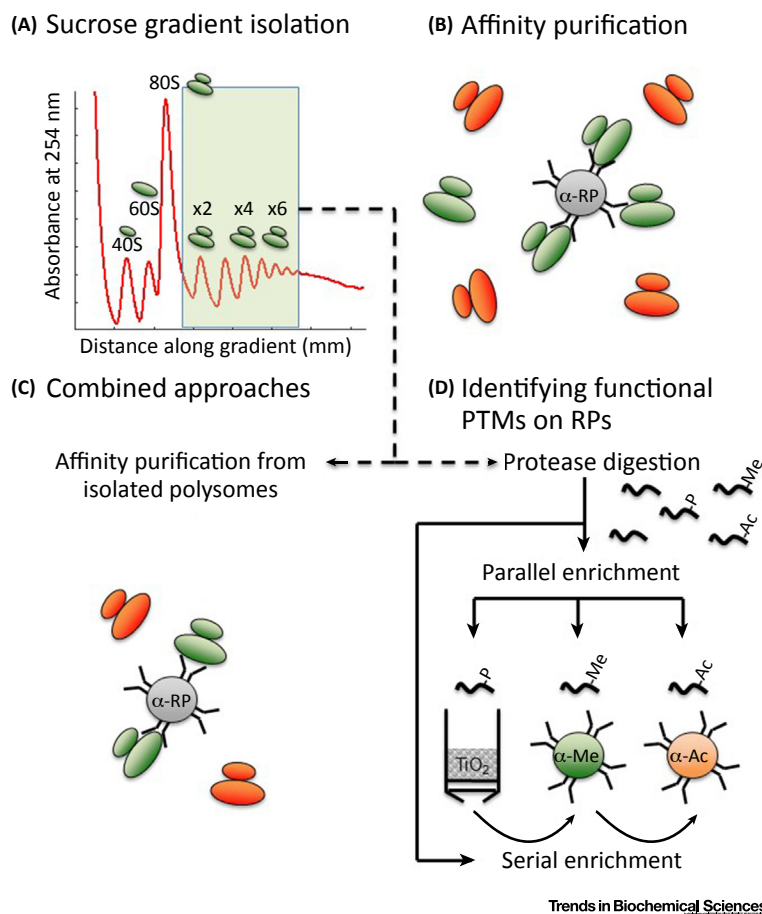 (A) Sucrose gradient isolation
80S
60S
40S
x2 x4 x6
Absorbance at 254 nm
Distance along gradient (mm)
(B) Affinity purification
α-RP
(C) Combined approaches
Affinity purification from
isolated polysomes
α-RP
(D) Identifying functional
PTMs on RPs
Protease digestion
-Me
-P
-Ac
Parallel enrichment
-P
-Me
-Ac
TiO₂
α-Me
α-Ac
Serial enrichment
Trends in Biochemical Sciences